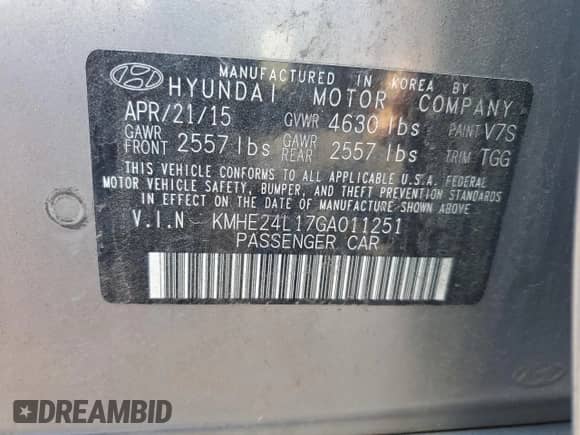 MANUFACTURED IN KOREA BY
HYUNDAI MOTOR COMPANY
APR/21/15 GVWR 4630 lbs PAINT V7S
GAWR FRONT 2557 lbs GAWR REAR 2557 lbs TRIM TGG
THIS VEHICLE CONFORMS TO ALL APPLICABLE U.S.A. FEDERAL
MOTOR VEHICLE SAFETY, BUMPER, AND THEFT PREVENTION STANDARDS
IN EFFECT ON THE DATE OF MANUFACTURE SHOWN ABOVE.
V.I.N KMHE24L17GA011251
PASSENGER CAR
DREAMBID